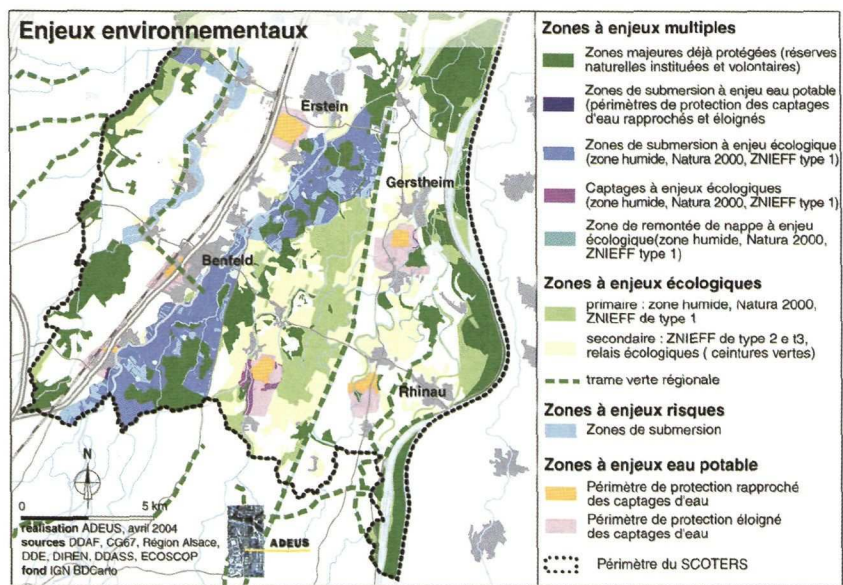 Enjeux environnementaux
Erstein
Gerstheim
Benfeld
Rhinau
N
0 5 km
réalisation ADEUS, avril 2004
sources DDAF, CG67, Région Alsace,
DDE, DIREN, DDASS, ECOSCOP
fond IGN BDCarto
ADEUS
Zones à enjeux multiples
Zones majeures déjà protégées (réserves
naturelles instituées et volontaires)
Zones de submersion à enjeu eau potable
(périmètres de protection des captages
d'eau rapprochés et éloignés
Zones de submersion à enjeu écologique
(zone humide, Natura 2000, ZNIEFF type 1)
Captages à enjeux écologiques
(zone humide, Natura 2000, ZNIEFF type 1)
Zone de remontée de nappe à enjeu
écologique(zone humide, Natura 2000,
ZNIEFF type 1)
Zones à enjeux écologiques
primaire : zone humide, Natura 2000,
ZNIEFF de type 1
secondaire : ZNIEFF de type 2 e t3,
relais écologiques ( ceintures vertes)
trame verte régionale
Zones à enjeux risques
Zones de submersion
Zones à enjeux eau potable
Périmètre de protection rapproché
des captages d'eau
Périmètre de protection éloigné
des captages d'eau
Périmètre du SCOTERS